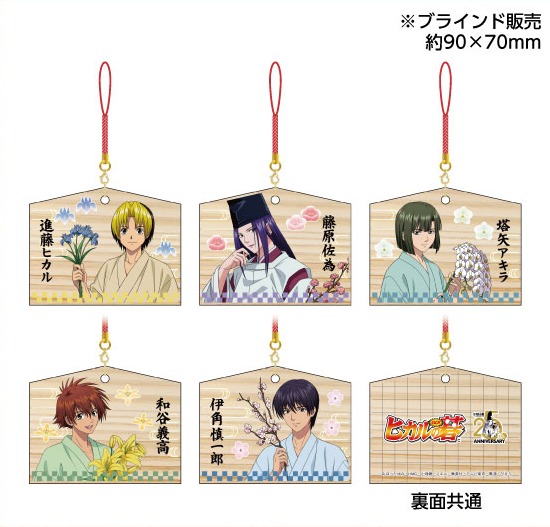 ※ブラインド販売
約90×70mm
進藤ヒカル
藤原佐為
塔矢アキラ
和谷義高
伊角慎一郎
ヒカルの碁
20th
ANNIVERSARY
裏面共通